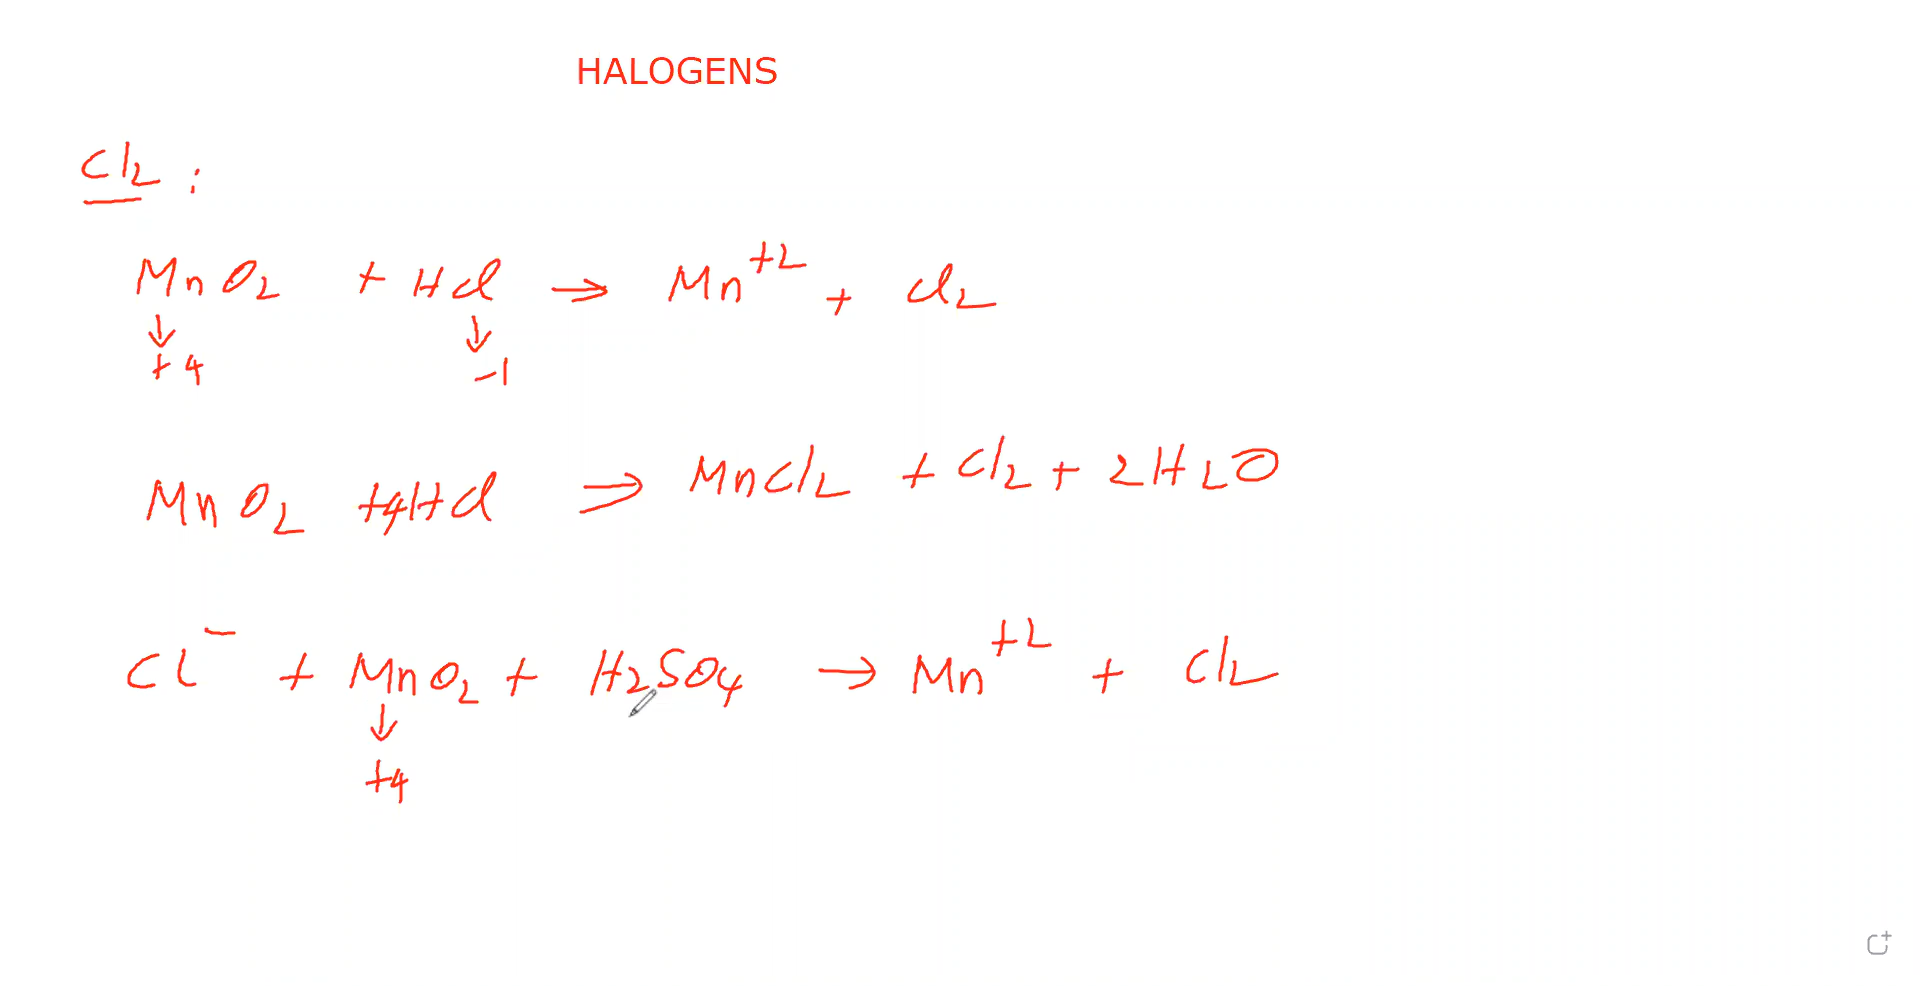 HALOGENS
Cl2 :
MnO2 + HCl → Mn+2 + Cl2
↓ ↓
+4 -1
MnO2 +4HCl ⇒ MnCl2 + Cl2 + 2H2O
Cl- + MnO2 + H2SO4 → Mn+2 + Cl2
↓
+4